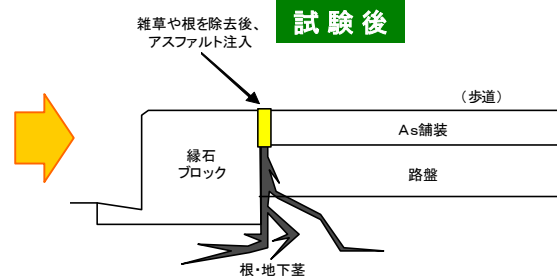 試験後
雑草や根を除去後、
アスファルト注入
（歩道）
As舗装
縁石
ブロック
路盤
根・地下茎